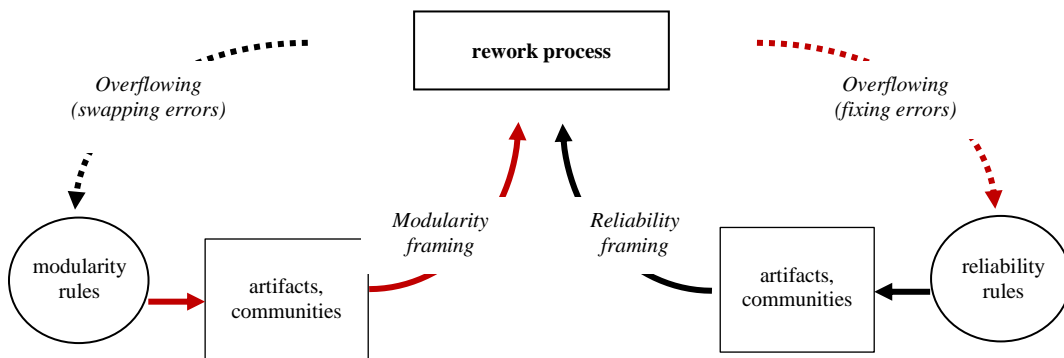 rework process
Overflowing
(swapping errors)
Overflowing
(fixing errors)
Modularity
framing
Reliability
framing
modularity
rules
artifacts,
communities
artifacts,
communities
reliability
rules